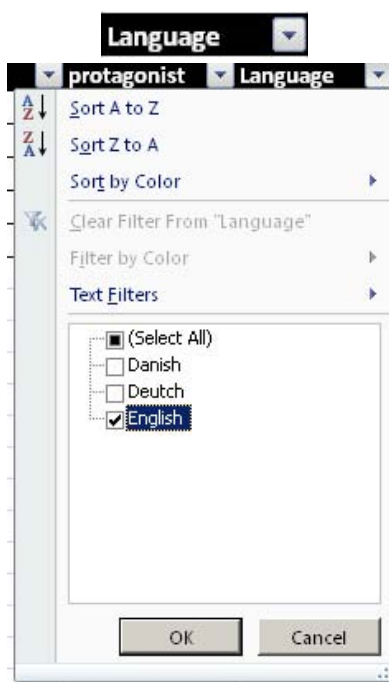 Language
protagonist Language
Sort A to Z
Sort Z to A
Sort by Color
Clear Filter From "Language"
Filter by Color
Text Filters
(Select All)
Danish
Deutch
English
OK Cancel